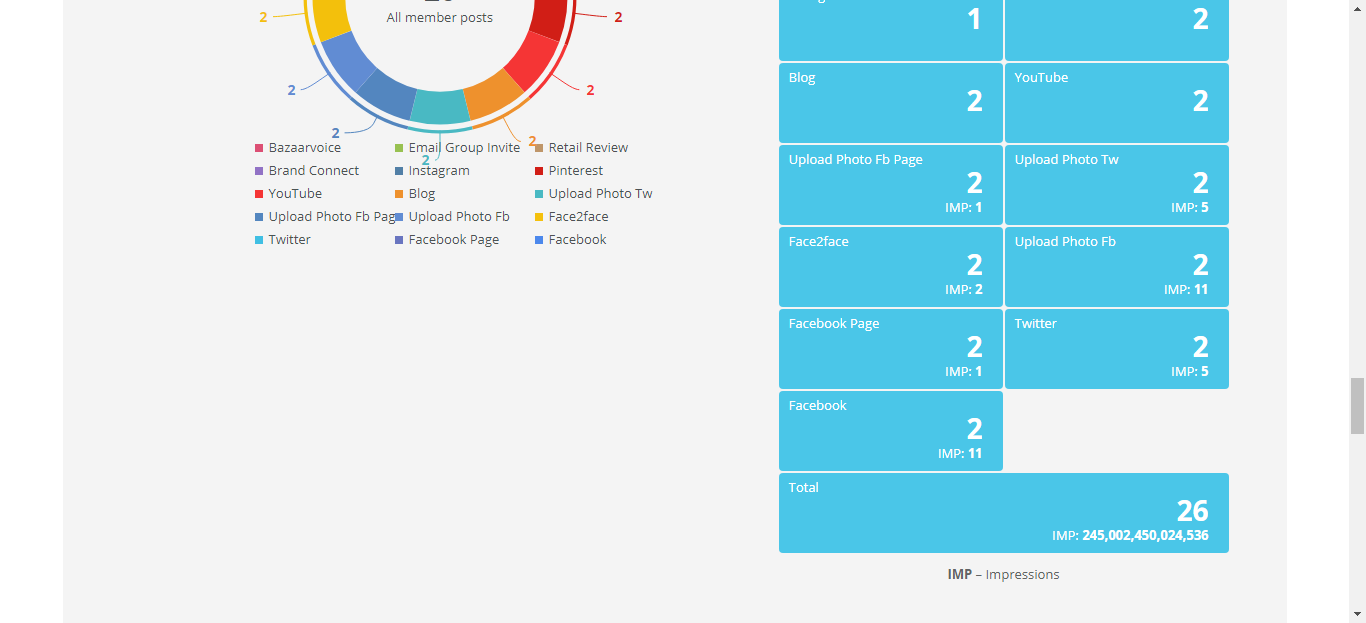 2
All member posts
2
2
2
2
2
2
2
Bazaarvoice
Email Group Invite
Retail Review
Brand Connect
Instagram
Pinterest
YouTube
Blog
Upload Photo Tw
Upload Photo Fb Pag
Upload Photo Fb
Face2face
Twitter
Facebook Page
Facebook
1
2
Blog
2
YouTube
2
Upload Photo Fb Page
2
IMP: 1
Upload Photo Tw
2
IMP: 5
Face2face
2
IMP: 2
Upload Photo Fb
2
IMP: 11
Facebook Page
2
IMP: 1
Twitter
2
IMP: 5
Facebook
2
IMP: 11
Total
26
IMP: 245,002,450,024,536
IMP – Impressions